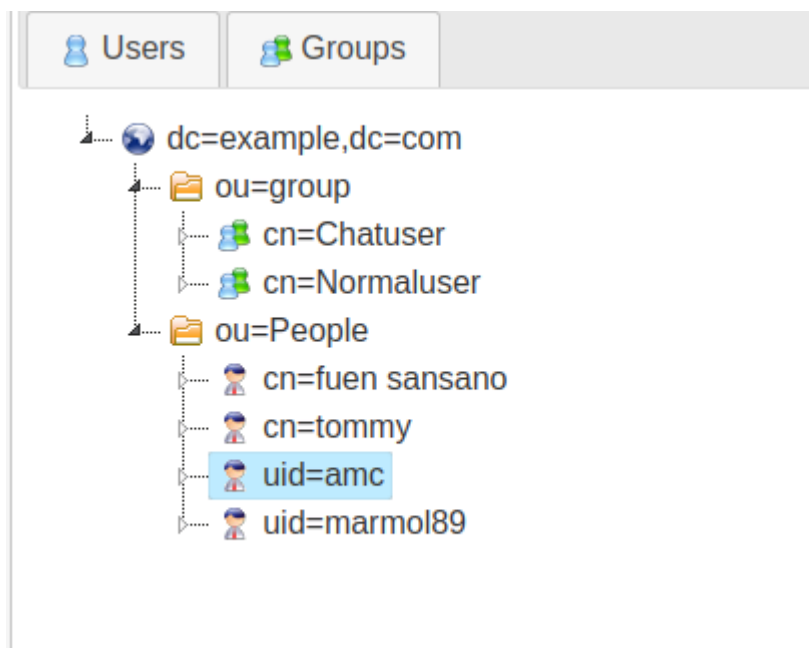 Users Groups
dc=example,dc=com
ou=group
cn=Chatuser
cn=Normaluser
ou=People
cn=fuen sansano
cn=tommy
uid=amc
uid=marmol89